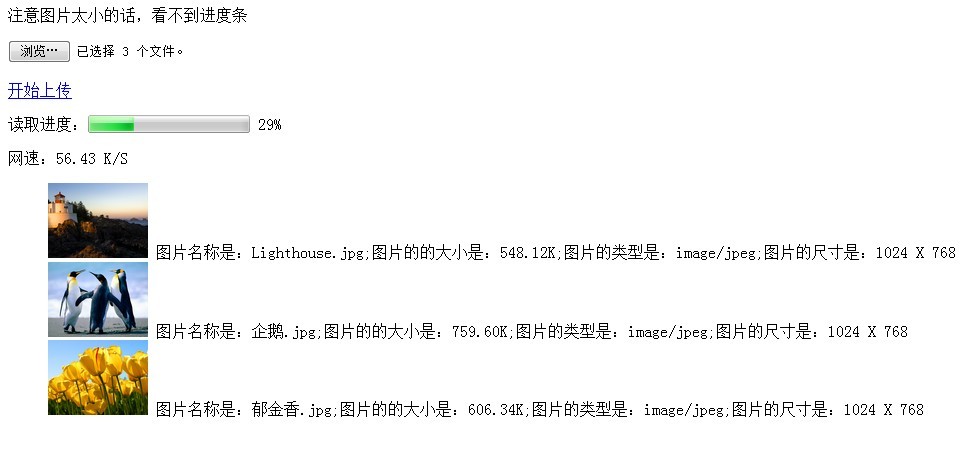 注意图片太小的话，看不到进度条
浏览… 已选择 3 个文件。
开始上传
读取进度： 29%
网速：56.43 K/S
图片名称是：Lighthouse.jpg;图片的的大小是：548.12K;图片的类型是：image/jpeg;图片的尺寸是：1024 X 768
图片名称是：企鹅.jpg;图片的的大小是：759.60K;图片的类型是：image/jpeg;图片的尺寸是：1024 X 768
图片名称是：郁金香.jpg;图片的的大小是：606.34K;图片的类型是：image/jpeg;图片的尺寸是：1024 X 768